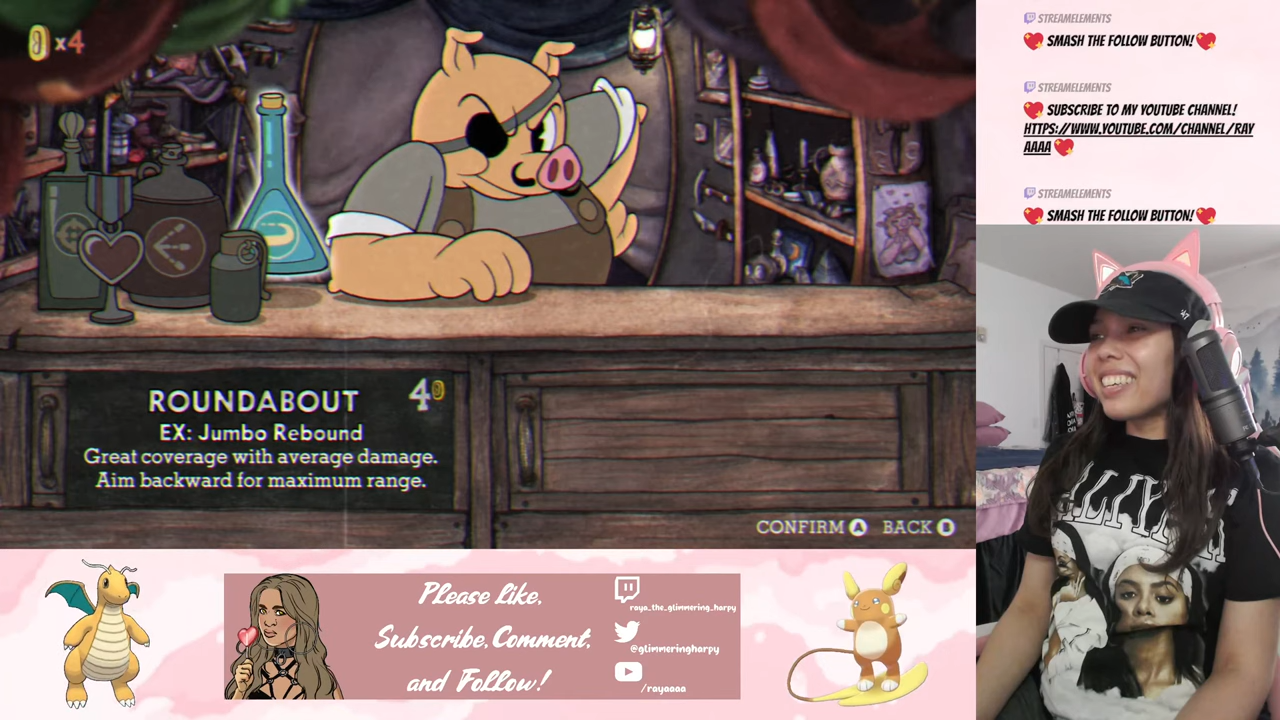 x4
ROUNDABOUT
4
EX: Jumbo Rebound
Great coverage with average damage.
Aim backward for maximum range.
CONFIRM A BACK B
STREAMELEMENTS
SMASH THE FOLLOW BUTTON!
STREAMELEMENTS
SUBSCRIBE TO MY YOUTUBE CHANNEL!
HTTPS://WWW.YOUTUBE.COM/CHANNEL/RAY
AAAA
STREAMELEMENTS
SMASH THE FOLLOW BUTTON!
'47
ALIYAH
Please Like,
Subscribe, Comment,
and Follow!
raya_the_glimmering_harpy
@glimmeringharpy
/rayaaaa